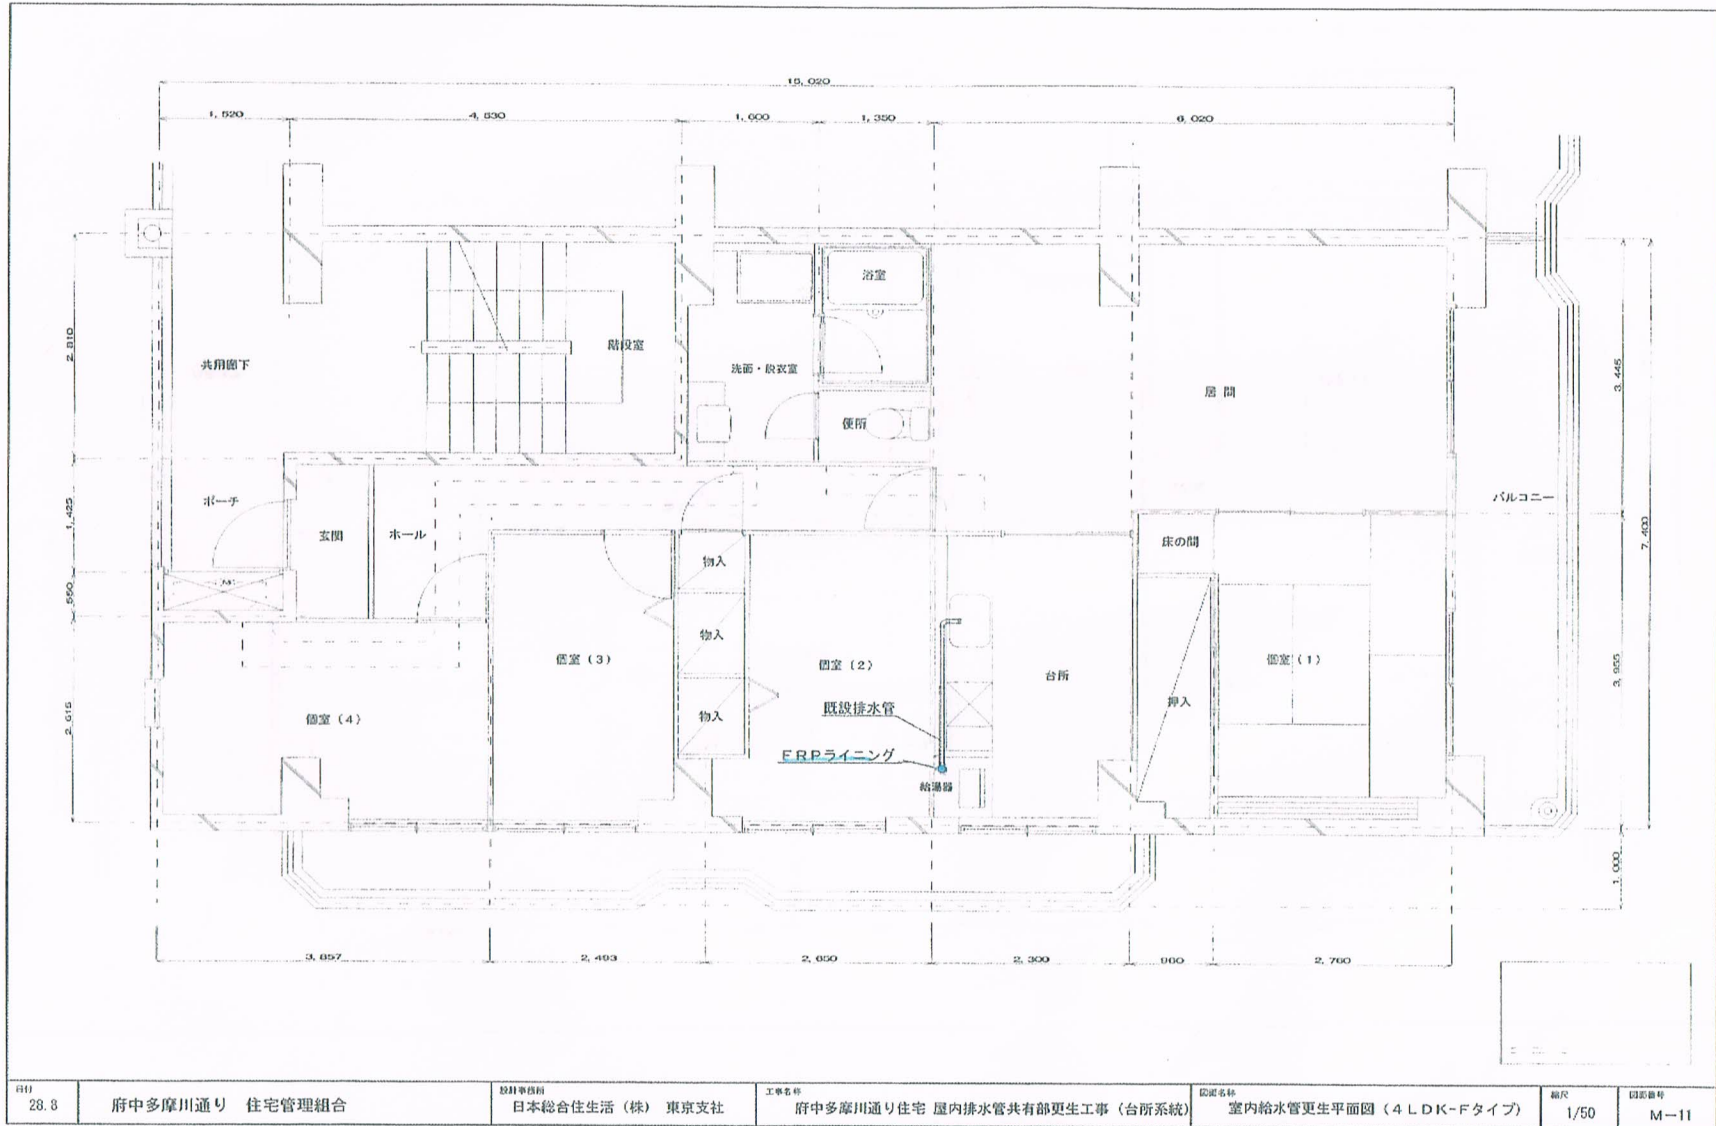 15,020
1,520
4,530
1,600
1,350
6,020
浴室
2,810
階段室
共用廊下
洗面・脱衣室
3,445
居間
便所
ポーチ
バルコニー
1,425
7,400
玄関
ホール
床の間
物入
550
M
物入
個室(3)
個室(2)
台所
個室(1)
3,955
既設排水管
押入
物入
個室(4)
2,615
FRPライニング
給湯器
1,000
3,857
2,493
2,650
2,300
960
2,760
日付
28.8
府中多摩川通り 住宅管理組合
設計事務所
日本総合住生活(株) 東京支社
工事名称
府中多摩川通り住宅 屋内排水管共有部更生工事(台所系統)
図面名称
室内給水管更生平面図(4LDK-Fタイプ)
縮尺
1/50
図面番号
M-11